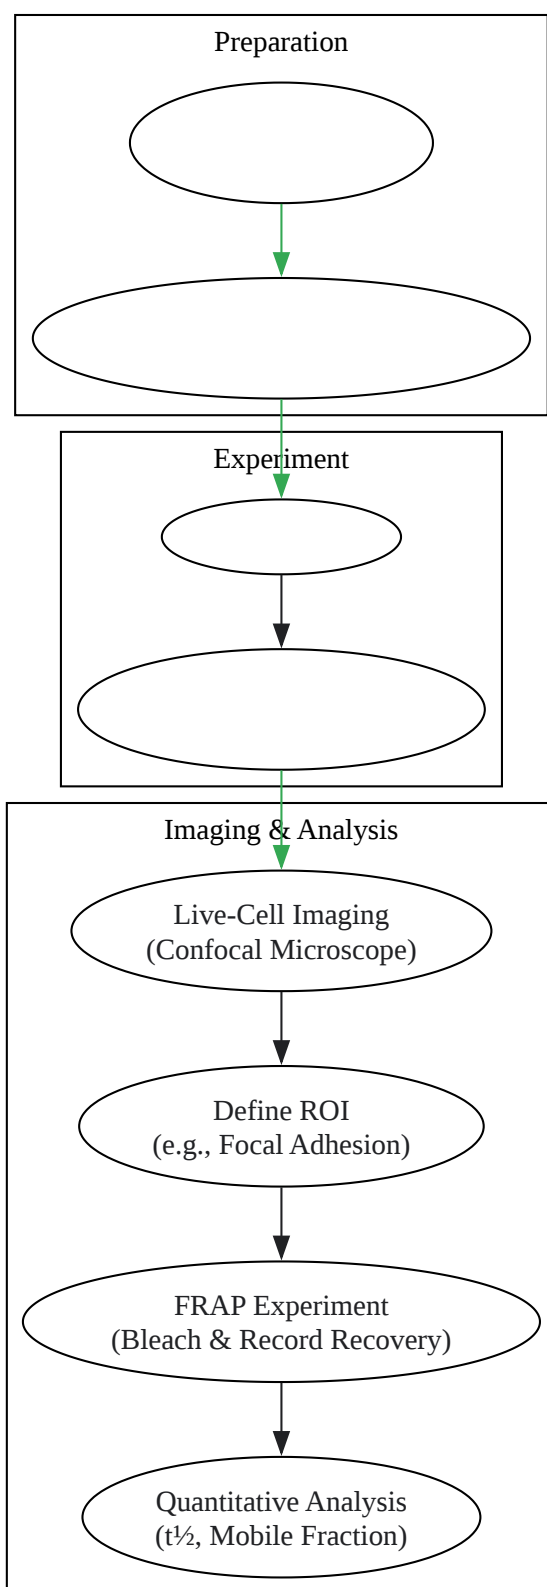 Preparation
Experiment
Imaging & Analysis
Live-Cell Imaging
(Confocal Microscope)
Define ROI
(e.g., Focal Adhesion)
FRAP Experiment
(Bleach & Record Recovery)
Quantitative Analysis
(t½, Mobile Fraction)